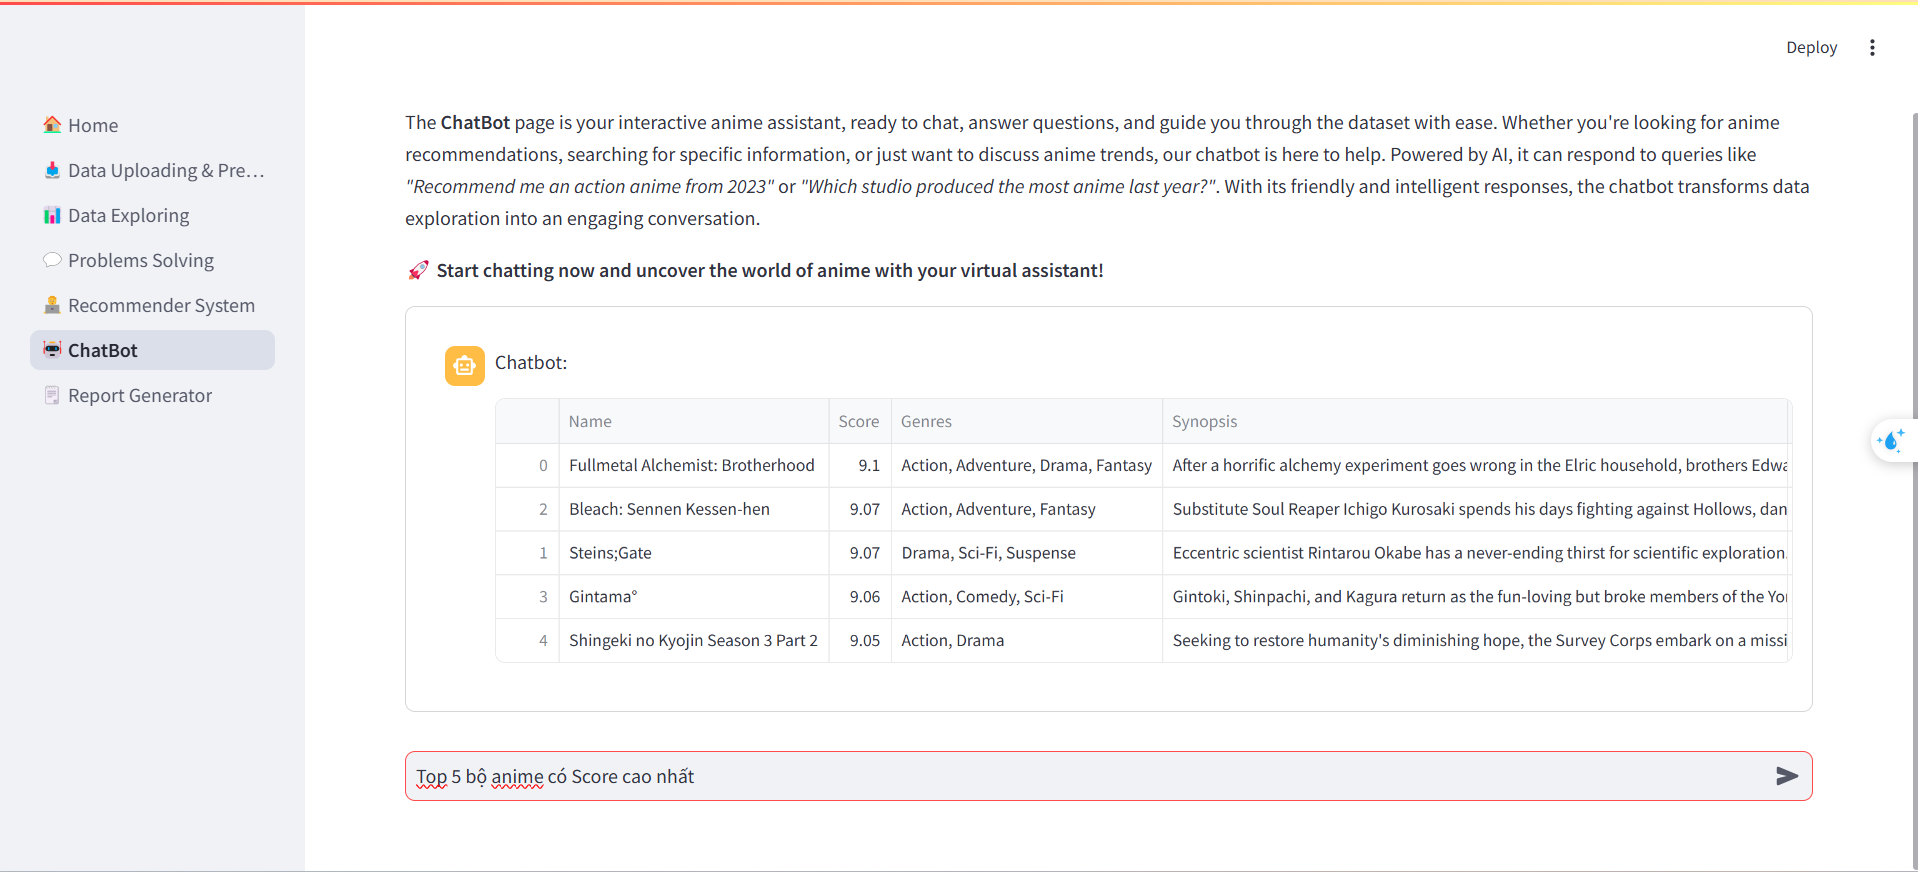 Deploy
Home
Data Uploading & Pre...
Data Exploring
Problems Solving
Recommender System
ChatBot
Report Generator
The ChatBot page is your interactive anime assistant, ready to chat, answer questions, and guide you through the dataset with ease. Whether you're looking for anime
recommendations, searching for specific information, or just want to discuss anime trends, our chatbot is here to help. Powered by AI, it can respond to queries like
"Recommend me an action anime from 2023" or "Which studio produced the most anime last year?". With its friendly and intelligent responses, the chatbot transforms data
exploration into an engaging conversation.
Start chatting now and uncover the world of anime with your virtual assistant!
Chatbot:
Name Score Genres Synopsis
0 Fullmetal Alchemist: Brotherhood 9.1 Action, Adventure, Drama, Fantasy After a horrific alchemy experiment goes wrong in the Elric household, brothers Edwa
2 Bleach: Sennen Kessen-hen 9.07 Action, Adventure, Fantasy Substitute Soul Reaper Ichigo Kurosaki spends his days fighting against Hollows, dan
1 Steins;Gate 9.07 Drama, Sci-Fi, Suspense Eccentric scientist Rintarou Okabe has a never-ending thirst for scientific exploration.
3 Gintama° 9.06 Action, Comedy, Sci-Fi Gintoki, Shinpachi, and Kagura return as the fun-loving but broke members of the Yor
4 Shingeki no Kyojin Season 3 Part 2 9.05 Action, Drama Seeking to restore humanity's diminishing hope, the Survey Corps embark on a missi
Top 5 bộ anime có Score cao nhất